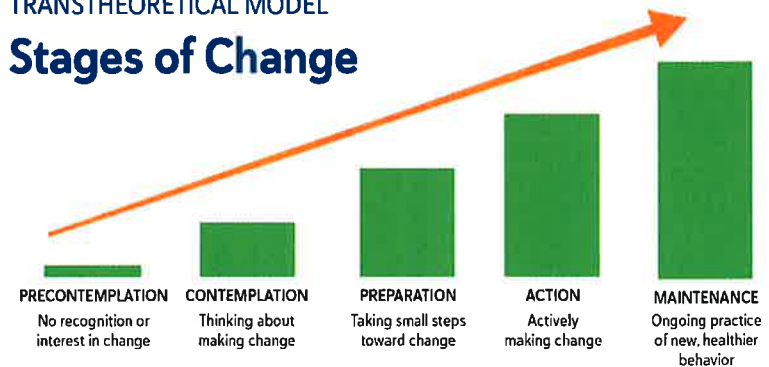 TRANSTHEORETICAL MODEL
Stages of Change
PRECONTEMPLATION
No recognition or
interest in change
CONTEMPLATION
Thinking about
making change
PREPARATION
Taking small steps
toward change
ACTION
Actively
making change
MAINTENANCE
Ongoing practice
of new, healthier
behavior